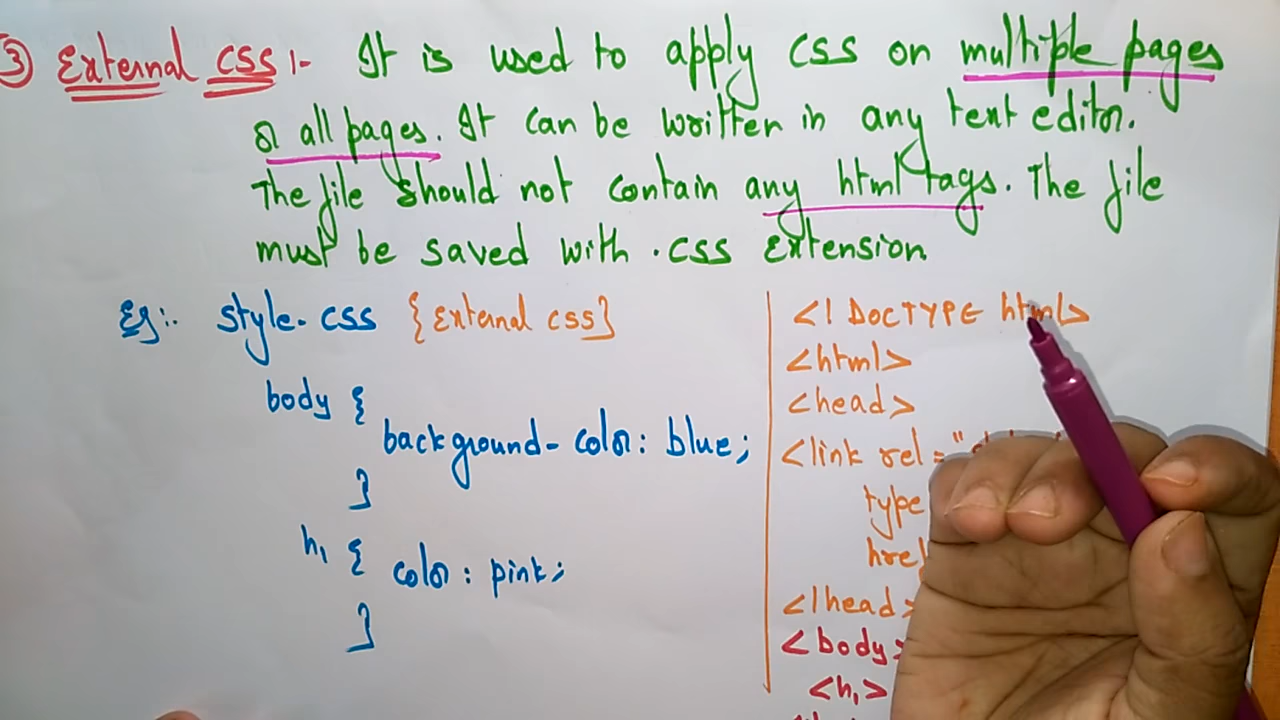 ③ External CSS :- It is used to apply CSS on multiple pages
or all pages. It can be written in any text editor.
The file should not contain any html tags. The file
must be saved with .css extension.
Eg:- style.css {External css}
body {
background-color: blue;
}
h1 {
color: pink;
}
<!DOCTYPE html>
<html>
<head>
<link rel="
type
href
</head>
<body>
<h1>